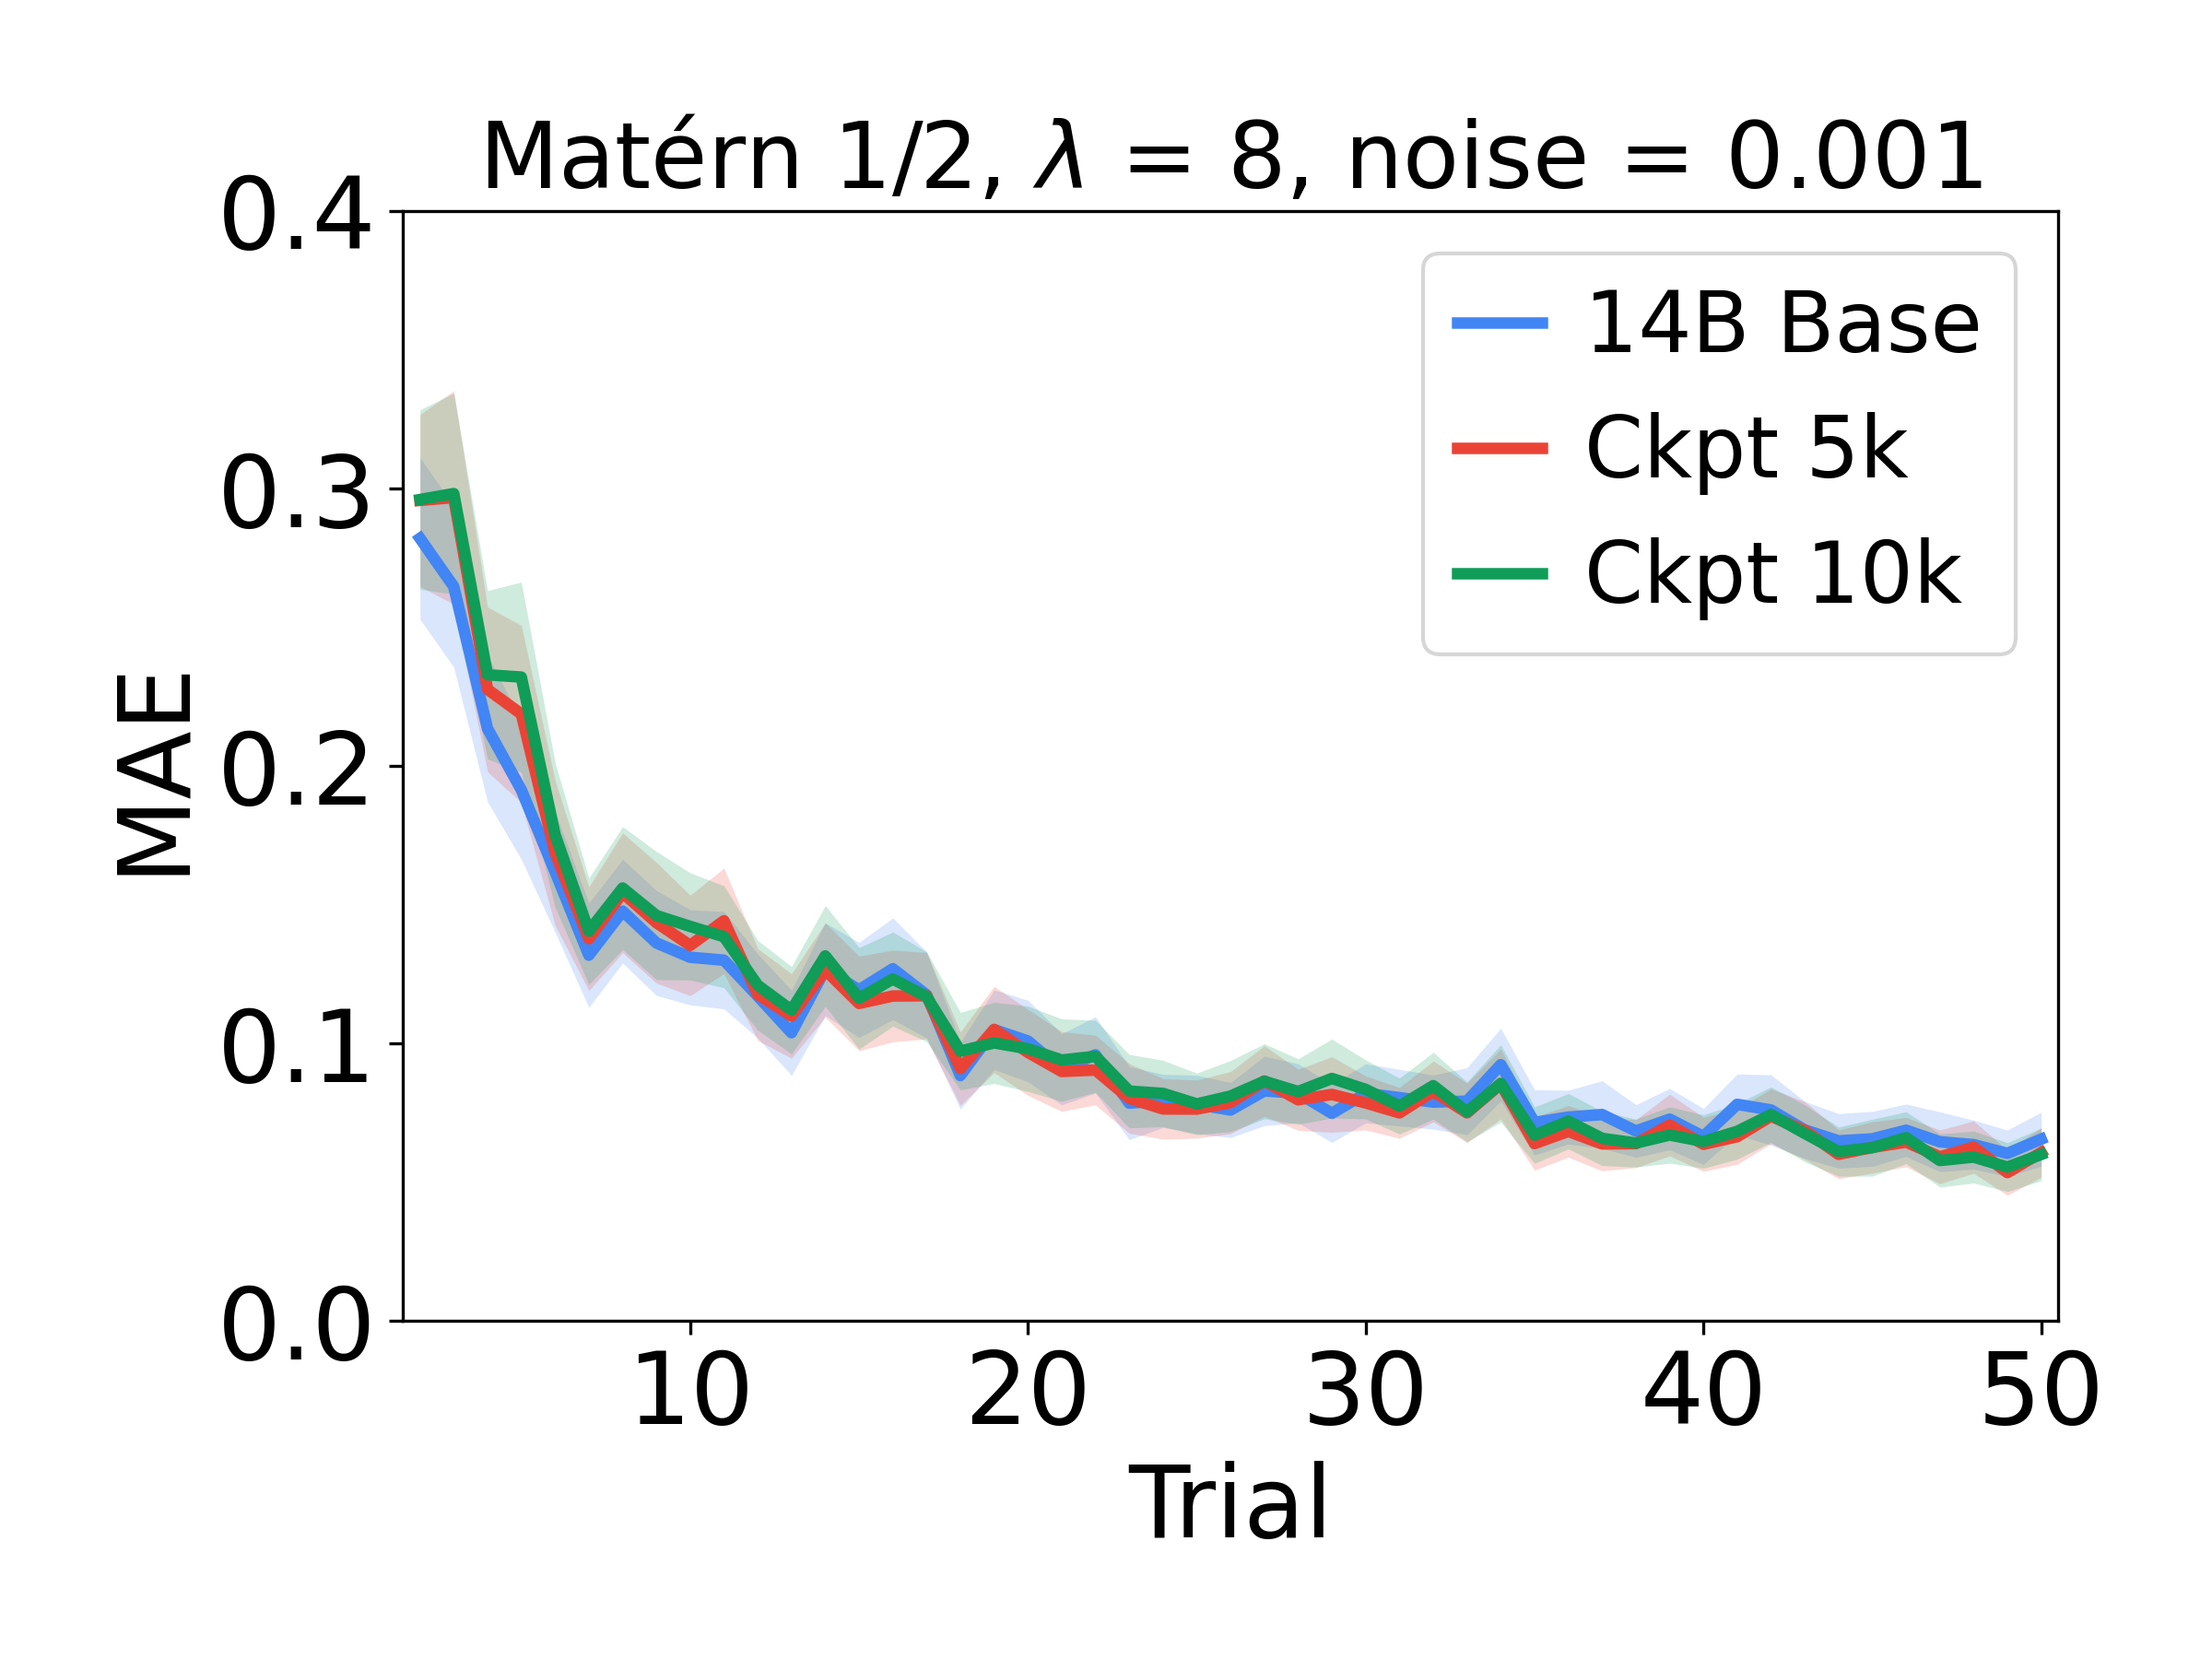 Matérn 1/2, λ = 8, noise = 0.001
0.4
0.3
0.2
0.1
0.0
MAE
14B Base
Ckpt 5k
Ckpt 10k
10 20 30 40 50
Trial